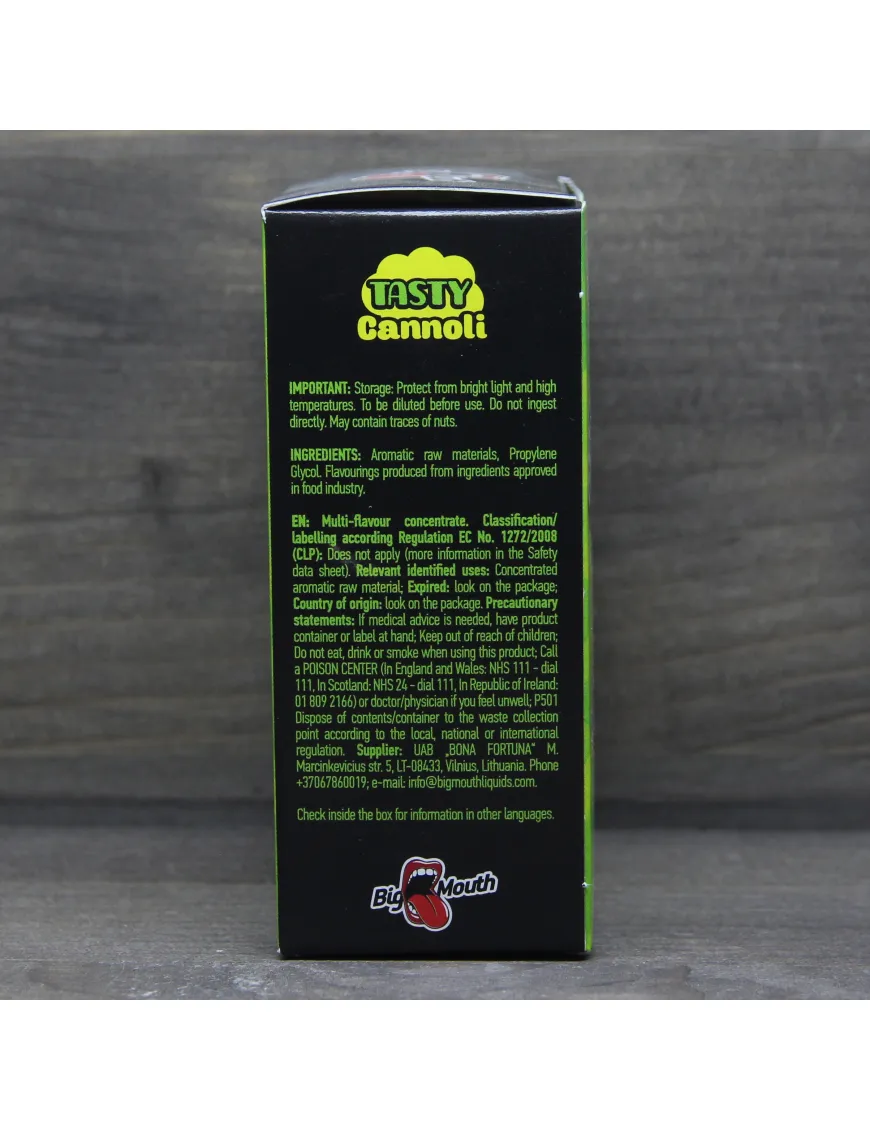 TASTY
Cannoli
IMPORTANT: Storage: Protect from bright light and high
temperatures. To be diluted before use. Do not ingest
directly. May contain traces of nuts.
INGREDIENTS: Aromatic raw materials, Propylene
Glycol. Flavourings produced from ingredients approved
in food industry.
EN: Multi-flavour concentrate. Classification/
labelling according Regulation EC No. 1272/2008
(CLP): Does not apply (more information in the Safety
data sheet). Relevant identified uses: Concentrated
aromatic raw material; Expired: look on the package;
Country of origin: look on the package. Precautionary
statements: If medical advice is needed, have product
container or label at hand; Keep out of reach of children;
Do not eat, drink or smoke when using this product; Call
a POISON CENTER (In England and Wales: NHS 111 - dial
111, In Scotland: NHS 24 - dial 111, In Republic of Ireland:
01 809 2166) or doctor/physician if you feel unwell; P501
Dispose of contents/container to the waste collection
point according to the local, national or international
regulation. Supplier: UAB „BONA FORTUNA“ M.
Marcinkevicius str. 5, LT-08433, Vilnius, Lithuania. Phone
+37067860019; e-mail: info@bigmouthliquids.com.
Check inside the box for information in other languages.
Big Mouth